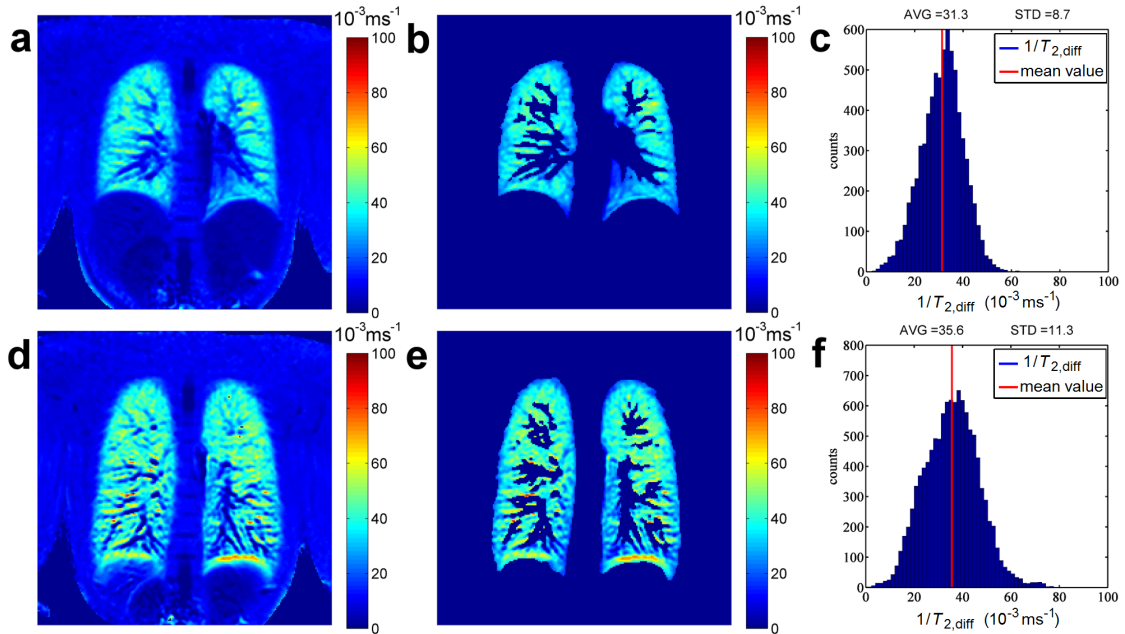 a
10⁻³ms⁻¹
100
80
60
40
20
0
b
10⁻³ms⁻¹
100
80
60
40
20
0
c
AVG =31.3 STD =8.7
600
500
400
300
200
100
0
counts
1/T2,diff
mean value
0 20 40 60 80 100
1/T2,diff (10⁻³ms⁻¹)
d
10⁻³ms⁻¹
100
80
60
40
20
0
e
10⁻³ms⁻¹
100
80
60
40
20
0
f
AVG =35.6 STD =11.3
800
700
600
500
400
300
200
100
0
counts
1/T2,diff
mean value
0 20 40 60 80 100
1/T2,diff (10⁻³ms⁻¹)